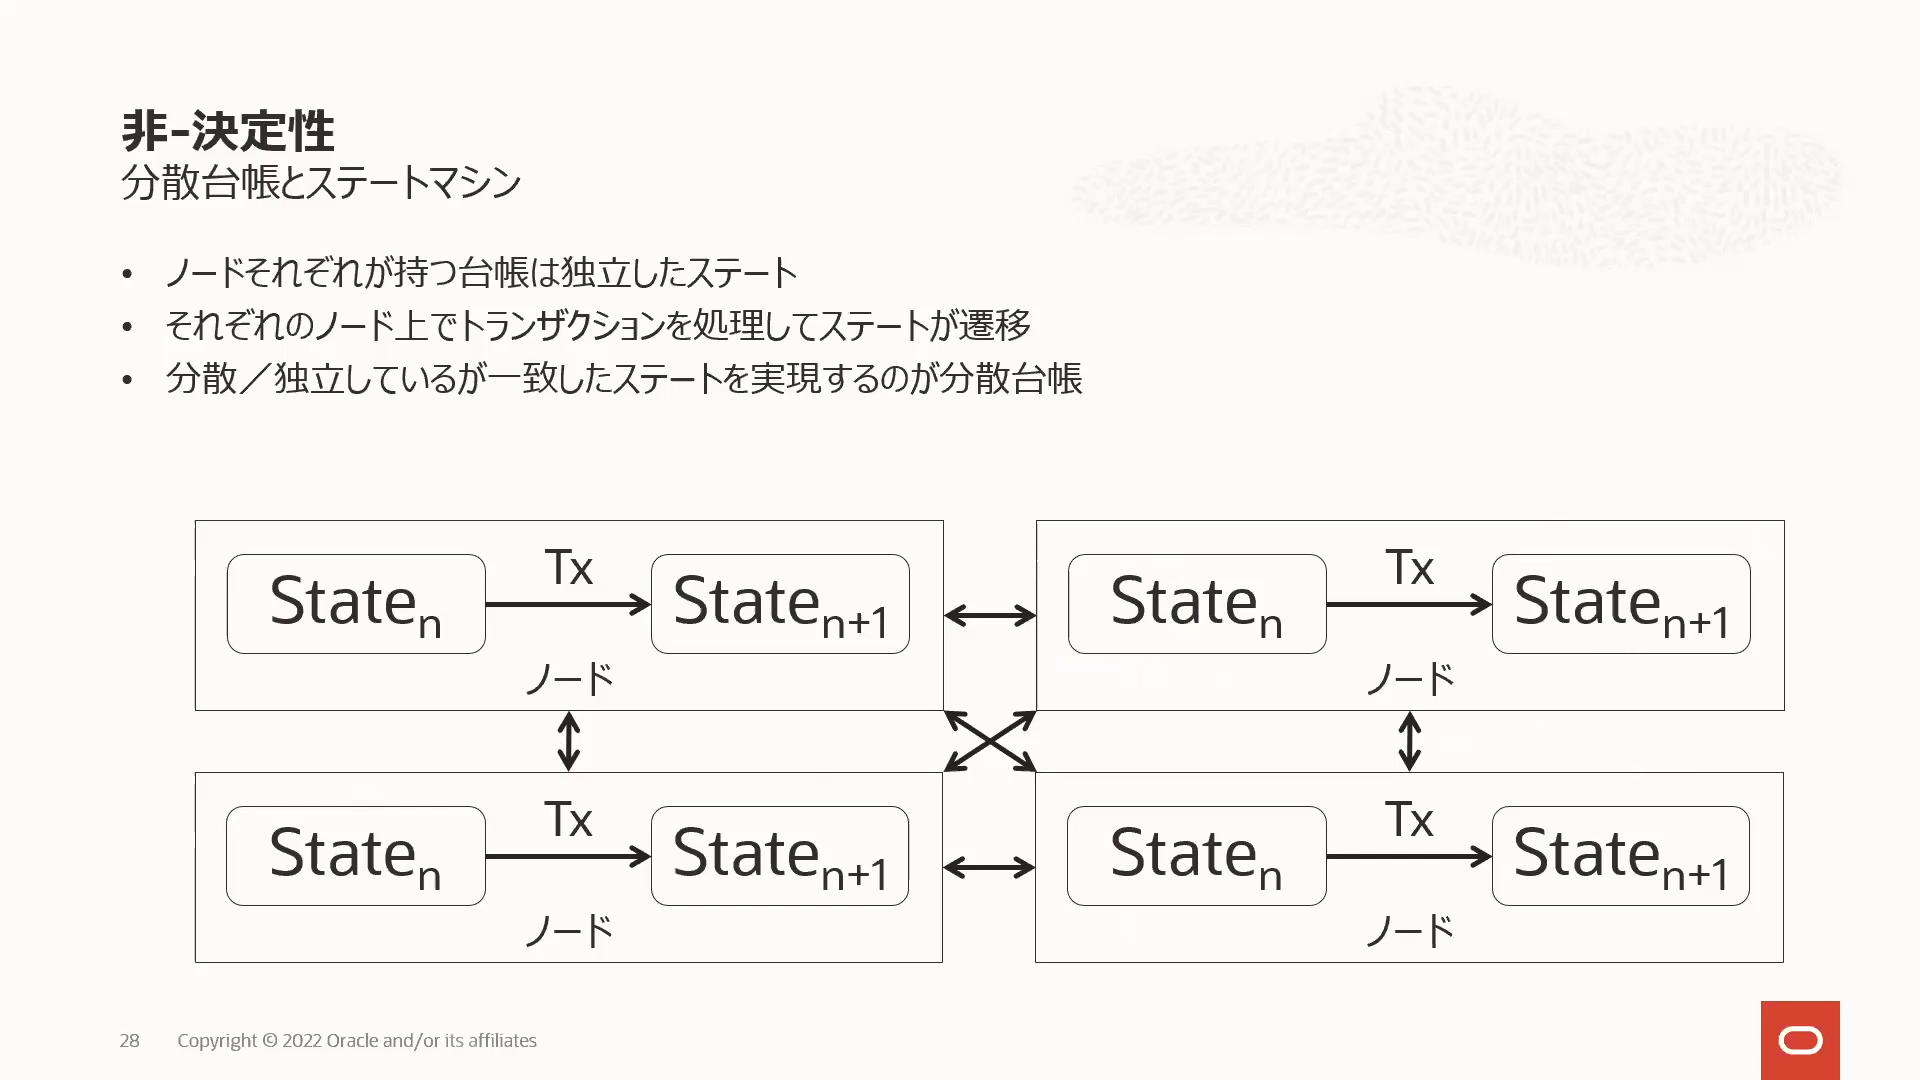 非-決定性
分散台帳とステートマシン
• ノードそれぞれが持つ台帳は独立したステート
• それぞれのノード上でトランザクションを処理してステートが遷移
• 分散／独立しているが一致したステートを実現するのが分散台帳
Tx
Staten
Staten+1
ノード
Tx
Staten
Staten+1
ノード
Tx
Staten
Staten+1
ノード
Tx
Staten
Staten+1
ノード
28 Copyright © 2022 Oracle and/or its affiliates